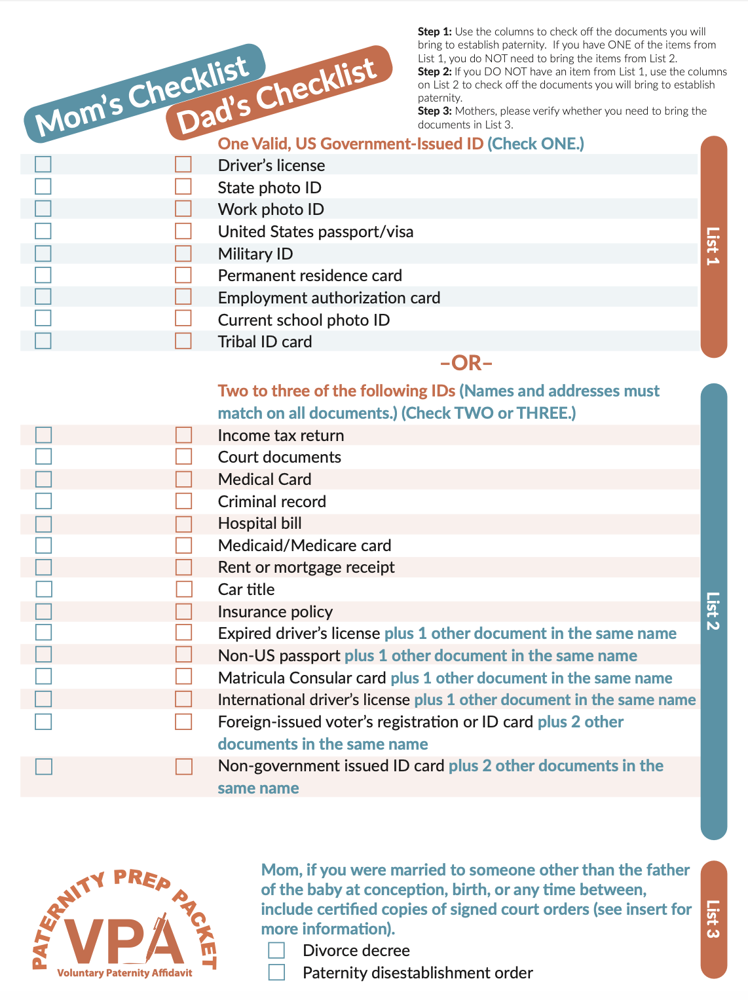 Mom's Checklist
Dad's Checklist
Step 1: Use the columns to check off the documents you will
bring to establish paternity.  If you have ONE of the items from
List 1, you do NOT need to bring the items from List 2.
Step 2: If you DO NOT have an item from List 1, use the columns
on List 2 to check off the documents you will bring to establish
paternity.
Step 3: Mothers, please verify whether you need to bring the
documents in List 3.
One Valid, US Government-Issued ID (Check ONE.)
Driver's license
State photo ID
Work photo ID
United States passport/visa
Military ID
Permanent residence card
Employment authorization card
Current school photo ID
Tribal ID card
List 1
–OR–
Two to three of the following IDs (Names and addresses must
match on all documents.) (Check TWO or THREE.)
Income tax return
Court documents
Medical Card
Criminal record
Hospital bill
Medicaid/Medicare card
Rent or mortgage receipt
Car title
Insurance policy
Expired driver's license plus 1 other document in the same name
Non-US passport plus 1 other document in the same name
Matricula Consular card plus 1 other document in the same name
International driver's license plus 1 other document in the same name
Foreign-issued voter's registration or ID card plus 2 other
documents in the same name
Non-government issued ID card plus 2 other documents in the
same name
List 2
PATERNITY PREP PACKET
VPA
Voluntary Paternity Affidavit
Mom, if you were married to someone other than the father
of the baby at conception, birth, or any time between,
include certified copies of signed court orders (see insert for
more information).
Divorce decree
Paternity disestablishment order
List 3